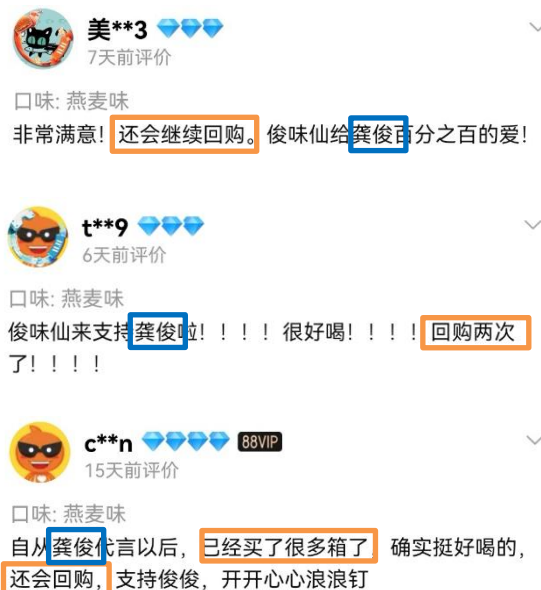 美**3
7天前评价
口味: 燕麦味
非常满意！还会继续回购。俊味仙给龚俊百分之百的爱！
t**9
6天前评价
口味: 燕麦味
俊味仙来支持龚俊啦！！！！很好喝！！！！回购两次
了！！！！
c**n 88VIP
15天前评价
口味: 燕麦味
自从龚俊代言以后，已经买了很多箱了，确实挺好喝的，
还会回购，支持俊俊，开开心心浪浪钉